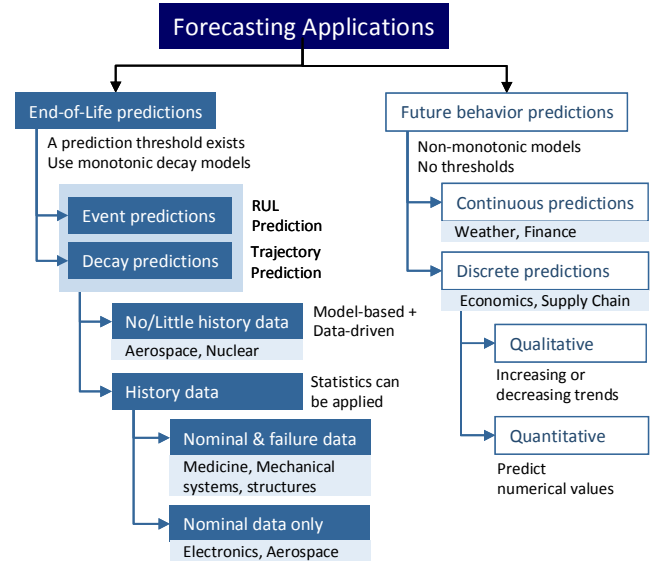 Forecasting Applications
End-of-Life predictions
A prediction threshold exists
Use monotonic decay models
Event predictions
RUL
Prediction
Decay predictions
Trajectory
Prediction
No/Little history data
Model-based +
Data-driven
Aerospace, Nuclear
History data
Statistics can
be applied
Nominal & failure data
Medicine, Mechanical
systems, structures
Nominal data only
Electronics, Aerospace
Future behavior predictions
Non-monotonic models
No thresholds
Continuous predictions
Weather, Finance
Discrete predictions
Economics, Supply Chain
Qualitative
Increasing or
decreasing trends
Quantitative
Predict
numerical values